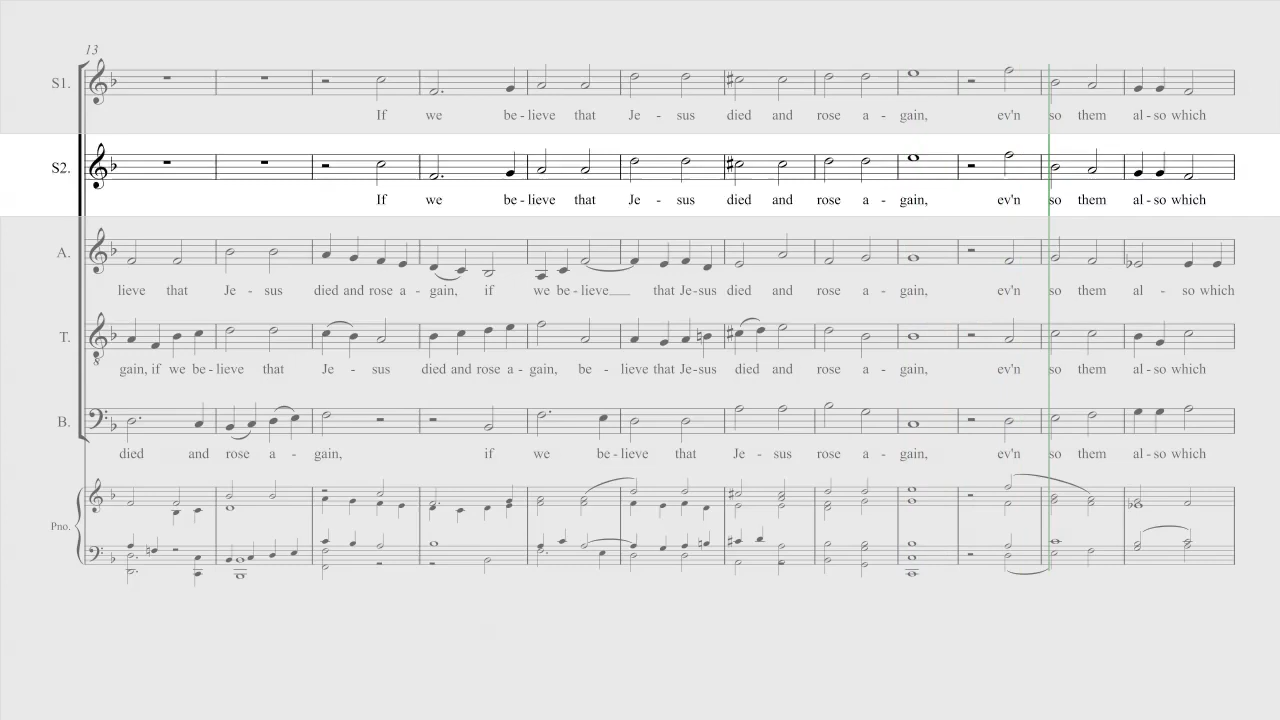 13
S1.
If we be - lieve that Je - sus died and rose a - gain, ev'n so them al - so which
S2.
If we be - lieve that Je - sus died and rose a - gain, ev'n so them al - so which
A.
lieve that Je - sus died and rose a - gain, if we be - lieve that Je - sus died and rose a - gain, ev'n so them al - so which
T.
gain, if we be - lieve that Je - sus died and rose a - gain, be - lieve that Je - sus died and rose a - gain, ev'n so them al - so which
B.
died and rose a - gain, if we be - lieve that Je - sus rose a - gain, ev'n so them al - so which
Pno.